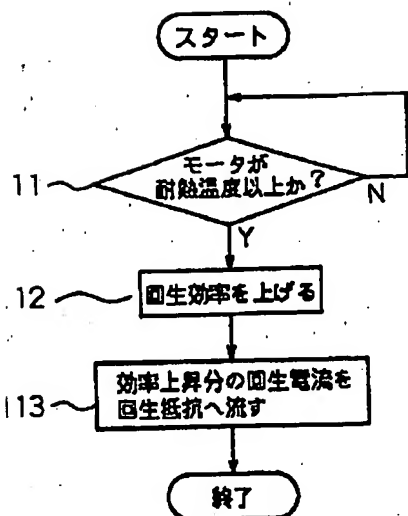 スタート
11
モータが
耐熱温度以上か?
N
Y
12
回生効率を上げる
13
効率上昇分の回生電流を
回生抵抗へ流す
終了